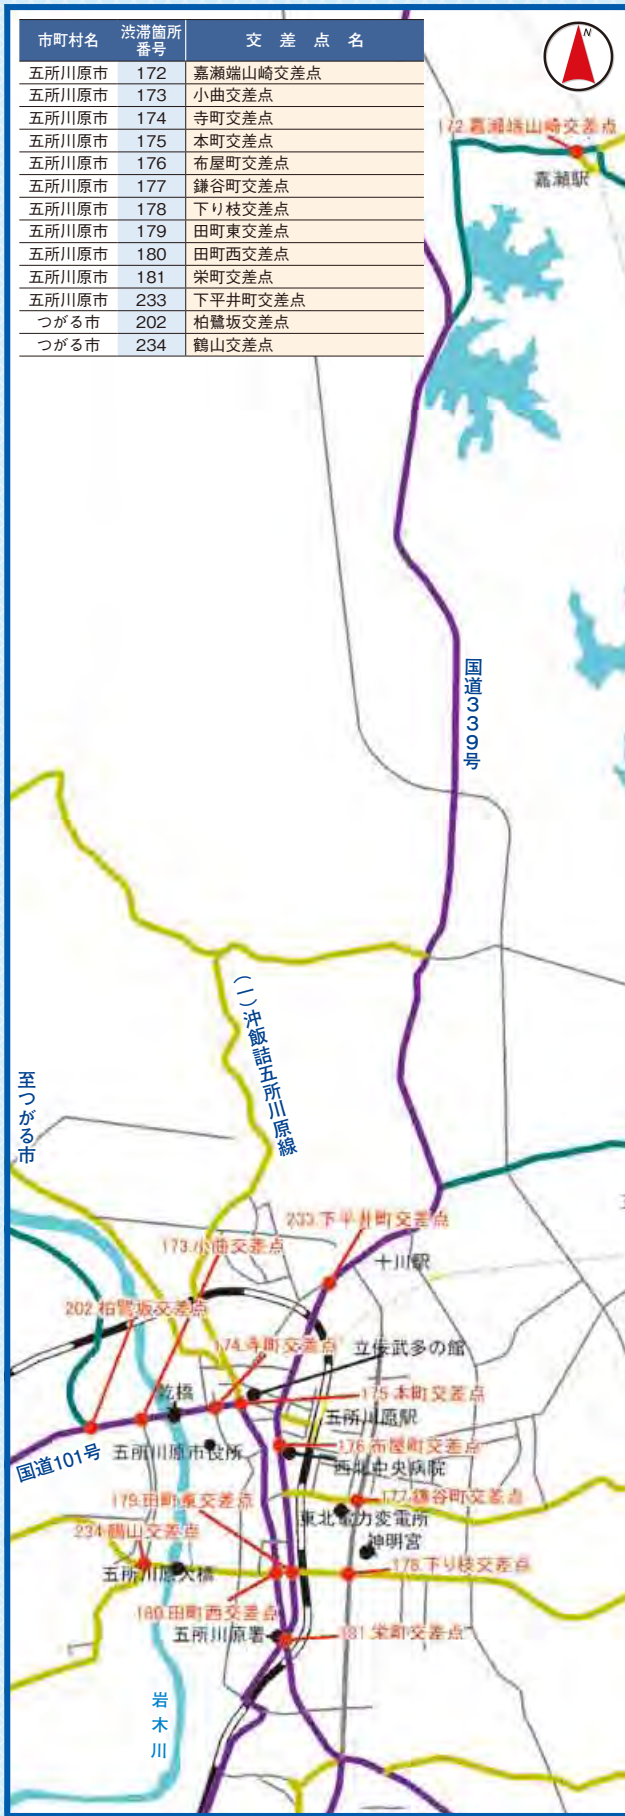 市町村名 渋滞箇所番号 交差点名
五所川原市 172 嘉瀬端山崎交差点
五所川原市 173 小曲交差点
五所川原市 174 寺町交差点
五所川原市 175 本町交差点
五所川原市 176 布屋町交差点
五所川原市 177 鎌谷町交差点
五所川原市 178 下り枝交差点
五所川原市 179 田町東交差点
五所川原市 180 田町西交差点
五所川原市 181 栄町交差点
五所川原市 233 下平井町交差点
つがる市 202 柏鷺坂交差点
つがる市 234 鶴山交差点
N
172.嘉瀬端山崎交差点
嘉瀬駅
国道339号
(一)沖飯詰五所川原線
至つがる市
233.下平井町交差点
173.小曲交差点
十川駅
202.柏鷺坂交差点
174.寺町交差点
立佞武多の館
乾橋
175.本町交差点
五所川原駅
国道101号
五所川原市役所
176.布屋町交差点
西北中央病院
179.田町東交差点
177.鎌谷町交差点
東北電力変電所
234.鶴山交差点
神明宮
五所川原大橋
178.下り枝交差点
180.田町西交差点
五所川原署
181.栄町交差点
岩木川